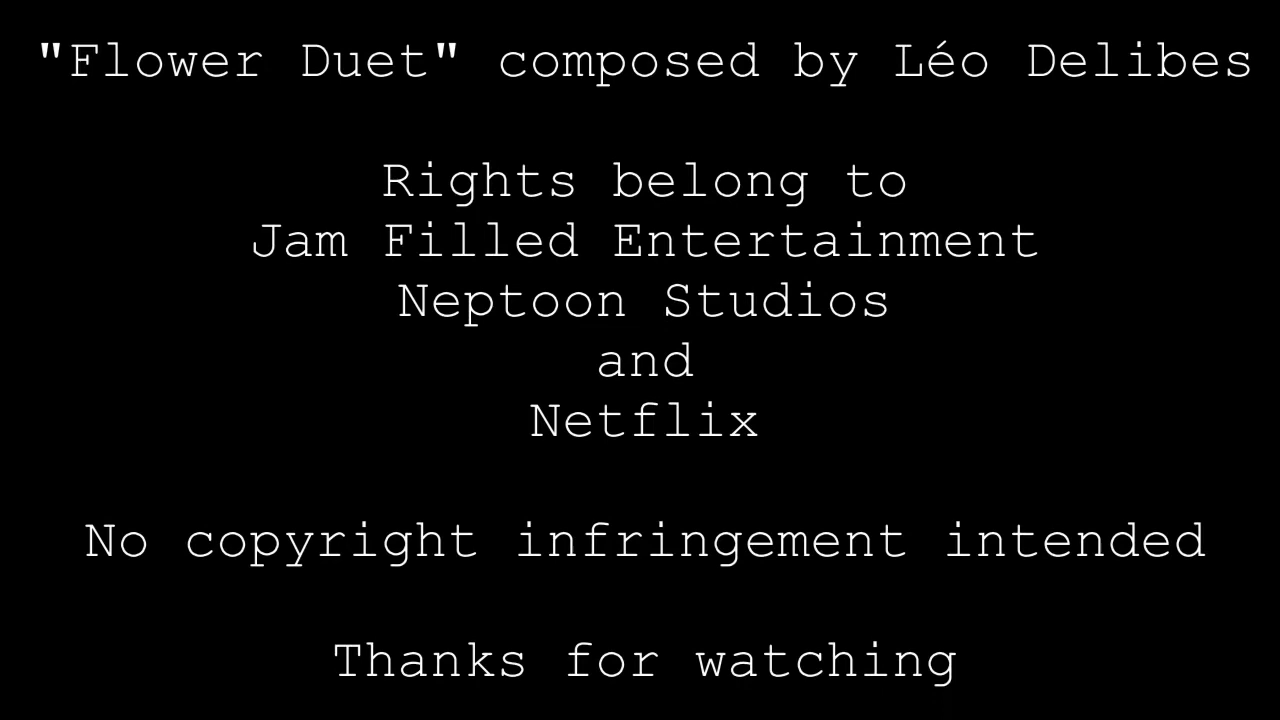 "Flower Duet" composed by Léo Delibes
Rights belong to
Jam Filled Entertainment
Neptoon Studios
and
Netflix
No copyright infringement intended
Thanks for watching